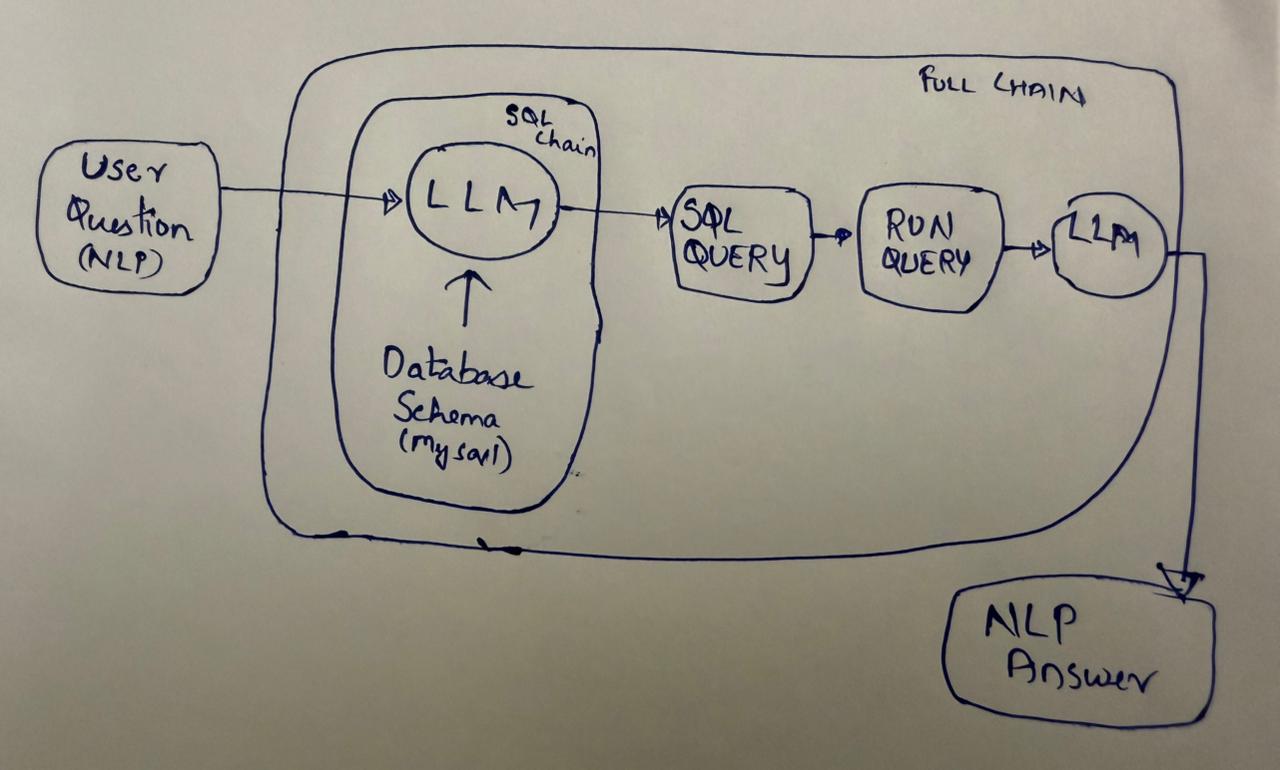 FULL CHAIN
SQL
Chain
User
Question
(NLP)
LLM
Database
Schema
(Mysql)
SQL
QUERY
RUN
QUERY
LLM
NLP
Answer